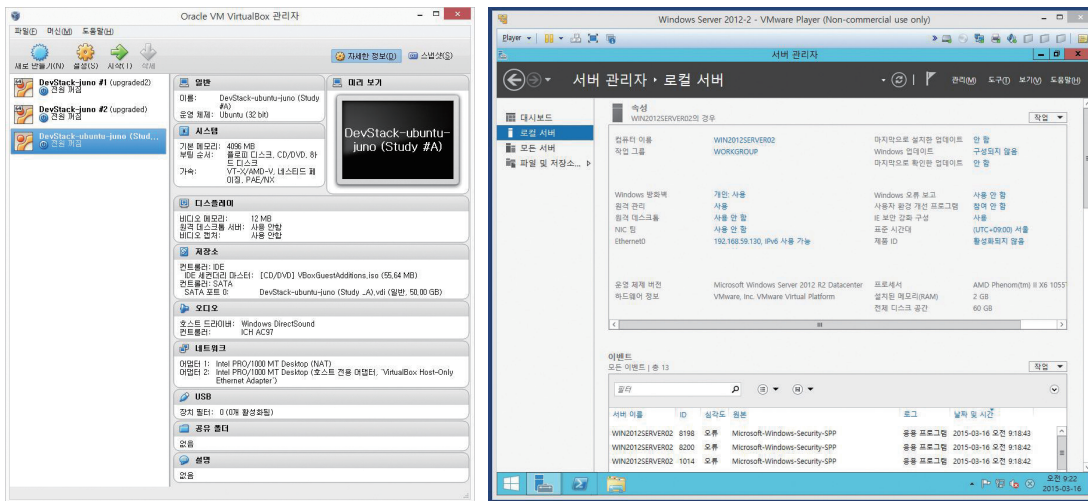 Oracle VM VirtualBox 관리자
파일(F) 머신(M) 도움말(H)
새로 만들기(N) 설정(S) 시작(T) 삭제
자세한 정보(D) 스냅샷(S)
DevStack-juno #1 (upgraded2)
전원 꺼짐
DevStack-juno #2 (upgraded)
전원 꺼짐
DevStack-ubuntu-juno (Stud...
전원 꺼짐
일반
이름: DevStack-ubuntu-juno (Study #A)
운영 체제: Ubuntu (32 bit)
미리 보기
DevStack-ubuntu-
juno (Study #A)
시스템
기본 메모리: 4096 MB
부팅 순서: 플로피 디스크, CD/DVD, 하
드 디스크
가속: VT-X/AMD-V, 네스티드 페
이징, PAE/NX
디스플레이
비디오 메모리: 12 MB
원격 데스크톱 서버: 사용 안함
비디오 캡처: 사용 안함
저장소
컨트롤러: IDE
IDE 세컨더리 마스터: [CD/DVD] VBoxGuestAdditions.iso (55,64 MB)
컨트롤러: SATA
SATA 포트 0: DevStack-ubuntu-juno (Study _A).vdi (일반, 50,00 GB)
오디오
호스트 드라이버: Windows DirectSound
컨트롤러: ICH AC97
네트워크
어댑터 1: Intel PRO/1000 MT Desktop (NAT)
어댑터 2: Intel PRO/1000 MT Desktop (호스트 전용 어댑터, 'VirtualBox Host-Only
Ethernet Adapter')
USB
장치 필터: 0 (0개 활성화됨)
공유 폴더
없음
설명
없음
Windows Server 2012-2 - VMware Player (Non-commercial use only)
Player
서버 관리자
서버 관리자 · 로컬 서버
관리(M) 도구(T) 보기(V) 도움말(H)
대시보드
로컬 서버
모든 서버
파일 및 저장소...
속성
WIN2012SERVER02의 경우
작업
컴퓨터 이름 WIN2012SERVER02 마지막으로 설치한 업데이트 안 함
작업 그룹 WORKGROUP Windows 업데이트 구성되지 않음
마지막으로 확인한 업데이트 안 함
Windows 방화벽 개인: 사용 Windows 오류 보고 사용 안 함
원격 관리 사용 사용자 환경 개선 프로그램 참여 안 함
원격 데스크톱 사용 안 함 IE 보안 강화 구성 사용
NIC 팀 사용 안 함 표준 시간대 (UTC+09:00) 서울
Ethernet0 192.168.59.130, IPv6 사용 가능 제품 ID 활성화되지 않음
운영 체제 버전 Microsoft Windows Server 2012 R2 Datacenter 프로세서 AMD Phenom(tm) II X6 1055
하드웨어 정보 VMware, Inc. VMware Virtual Platform 설치된 메모리(RAM) 2 GB
전체 디스크 공간 60 GB
이벤트
모든 이벤트 | 총 13
작업
필터
서버 이름 ID 심각도 원본 로그 날짜 및 시간
WIN2012SERVER02 8198 오류 Microsoft-Windows-Security-SPP 응용 프로그램 2015-03-16 오전 9:18:43
WIN2012SERVER02 8200 오류 Microsoft-Windows-Security-SPP 응용 프로그램 2015-03-16 오전 9:18:42
WIN2012SERVER02 1014 오류 Microsoft-Windows-Security-SPP 응용 프로그램 2015-03-16 오전 9:18:42
오전 9:22
2015-03-16